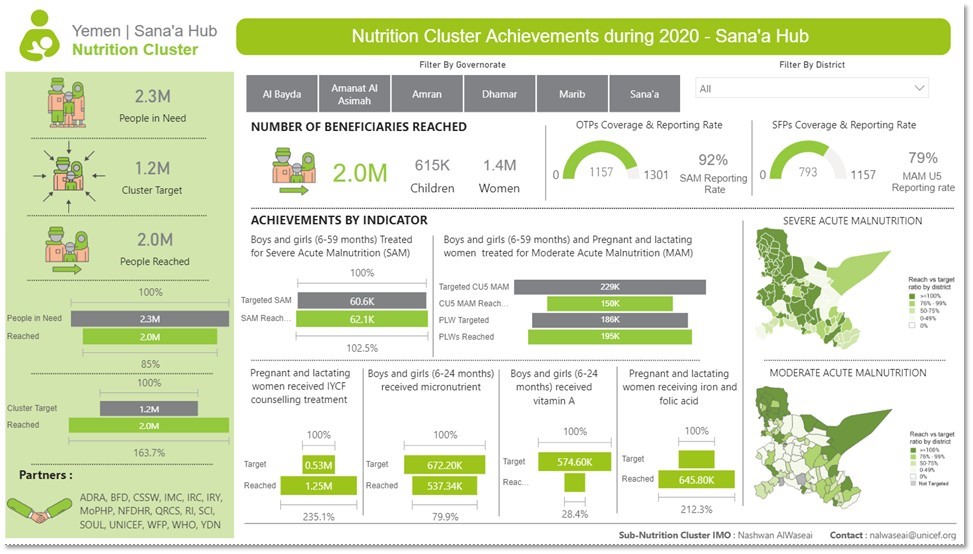 Yemen | Sana'a Hub
Nutrition Cluster
Nutrition Cluster Achievements during 2020 - Sana'a Hub
2.3M
People in Need
1.2M
Cluster Target
2.0M
People Reached
100%
People in Need
2.3M
Reached
2.0M
85%
100%
Cluster Target
1.2M
Reached
2.0M
163.7%
Partners :
ADRA, BFD, CSSW, IMC, IRC, IRY,
MoPHP, NFDHR, QRCS, RI, SCI,
SOUL, UNICEF, WFP, WHO, YDN
Filter By Governorate
Al Bayda
Amanat Al
Asimah
Amran
Dhamar
Marib
Sana'a
Filter By District
All
NUMBER OF BENEFICIARIES REACHED
2.0M
615K
Children
1.4M
Women
OTPs Coverage & Reporting Rate
0
1157
1301
92%
SAM Reporting
Rate
SFPs Coverage & Reporting Rate
0
793
1157
79%
MAM U5
Reporting rate
ACHIEVEMENTS BY INDICATOR
Boys and girls (6-59 months) Treated
for Severe Acute Malnutrition (SAM)
100%
Targeted SAM
60.6K
SAM Reach...
62.1K
102.5%
Boys and girls (6-59 months) and Pregnant and lactating
women treated for Moderate Acute Malnutrition (MAM)
Targeted CU5 MAM
229K
CU5 MAM Reach...
150K
PLW Targeted
186K
PLWs Reached
195K
SEVERE ACUTE MALNUTRITION
Reach vs target
ratio by district
>=100%
76% - 99%
50-75%
0-49%
0%
Pregnant and lactating
women received IYCF
counselling treatment
100%
Target
0.53M
Reached
1.25M
235.1%
Boys and girls (6-24 months)
received micronutrient
100%
Target
672.20K
Reached
537.34K
79.9%
Boys and girls (6-24
months) received
vitamin A
100%
Target
574.60K
Reac...
28.4%
Pregnant and lactating
women receiving iron and
folic acid
100%
Target
Reached
645.80K
212.3%
MODERATE ACUTE MALNUTRITION
Reach vs target
ratio by district
>=100%
76% - 99%
50-75%
0-49%
0%
Not Targeted
Sub-Nutrition Cluster IMO : Nashwan AlWaseai
Contact : nalwaseai@unicef.org